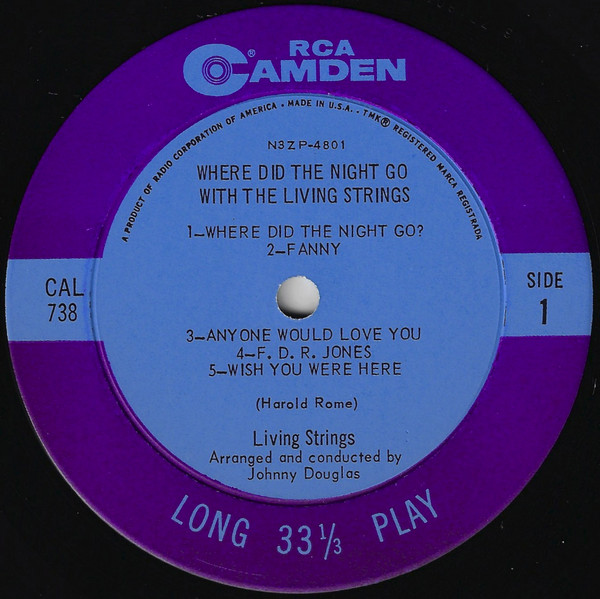 RCA
CAMDEN®
A PRODUCT OF RADIO CORPORATION OF AMERICA • MADE IN U.S.A. • TMK® REGISTERED MARCA REGISTRADA
N3ZP-4801
WHERE DID THE NIGHT GO
WITH THE LIVING STRINGS
1—WHERE DID THE NIGHT GO?
2—FANNY
CAL
738
SIDE
1
3—ANYONE WOULD LOVE YOU
4—F. D. R. JONES
5—WISH YOU WERE HERE
(Harold Rome)
Living Strings
Arranged and conducted by
Johnny Douglas
LONG 33⅓ PLAY